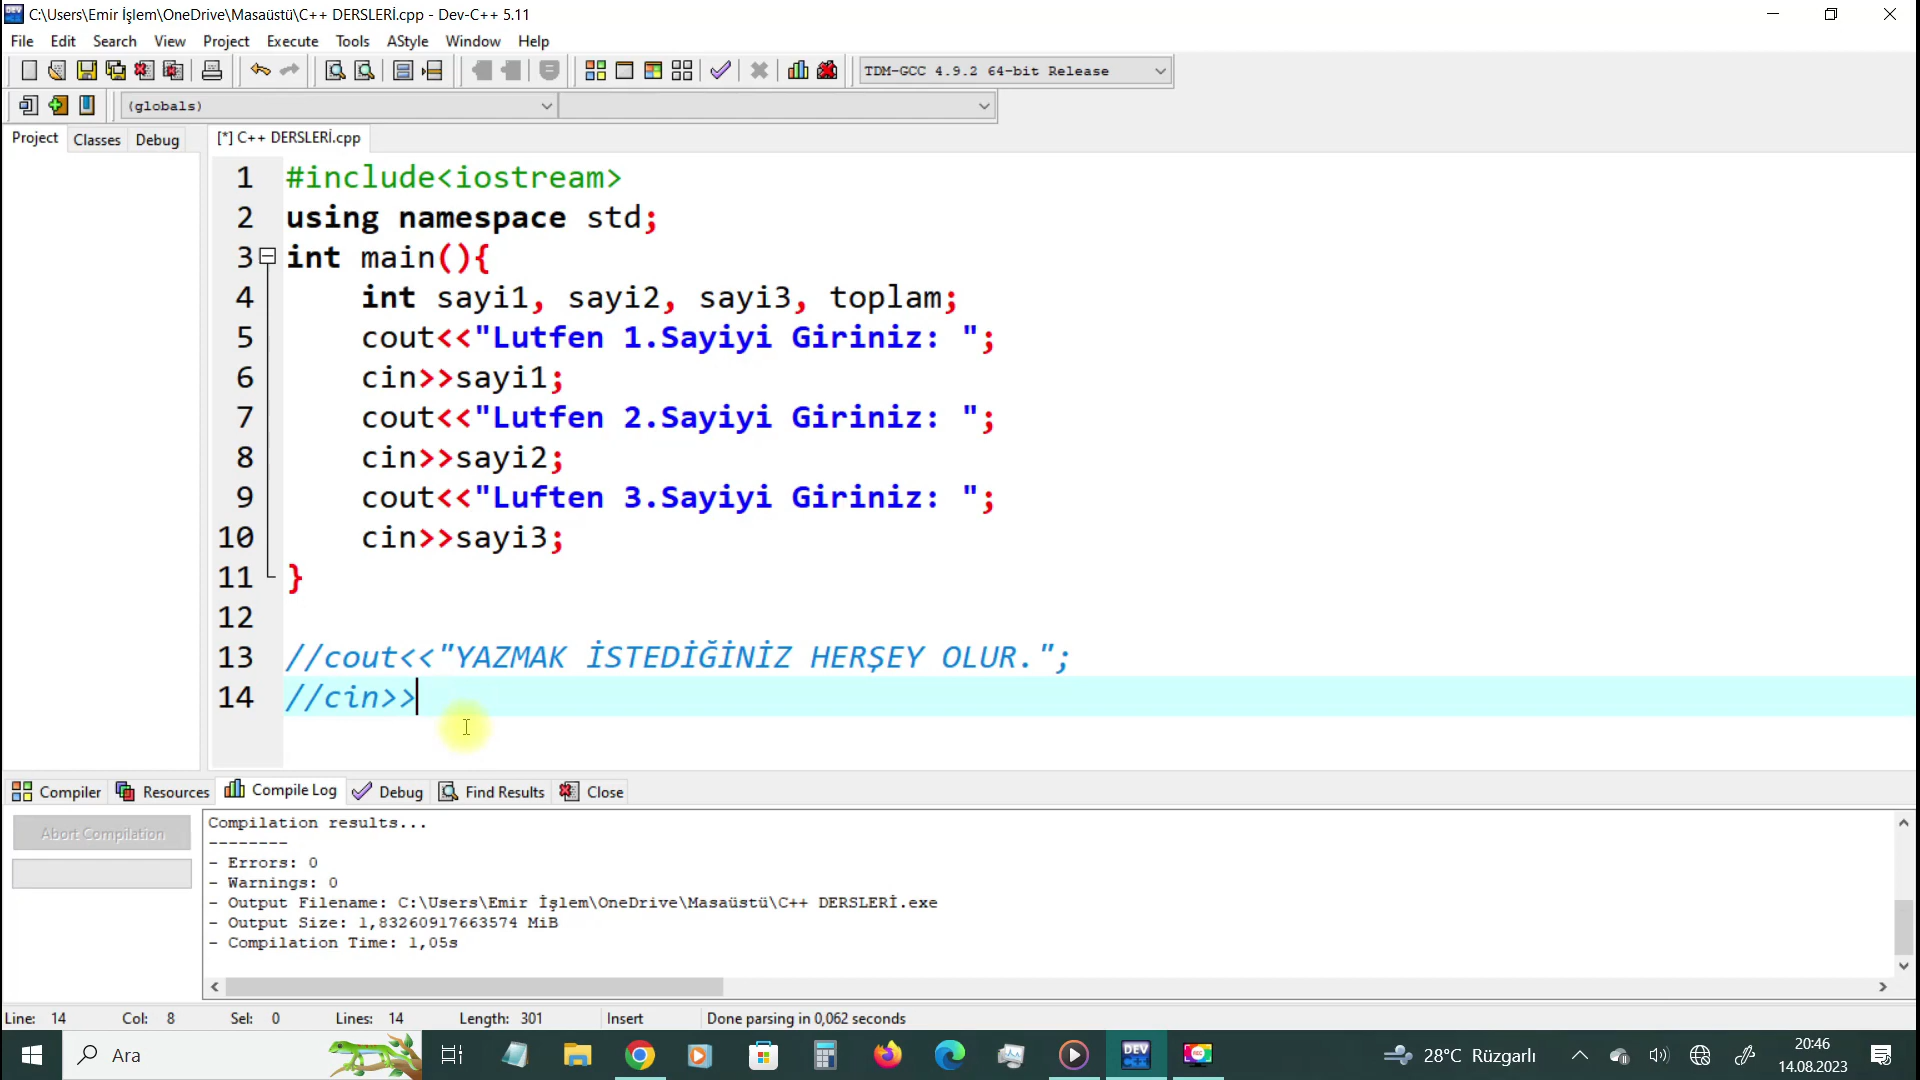 C:\Users\Emir İşlem\OneDrive\Masaüstü\C++ DERSLERİ.cpp - Dev-C++ 5.11
File Edit Search View Project Execute Tools AStyle Window Help
TDM-GCC 4.9.2 64-bit Release
(globals)
Project Classes Debug [*] C++ DERSLERİ.cpp
1 #include<iostream>
2 using namespace std;
3 int main(){
4 int sayi1, sayi2, sayi3, toplam;
5 cout<<"Lutfen 1.Sayiyi Giriniz: ";
6 cin>>sayi1;
7 cout<<"Lutfen 2.Sayiyi Giriniz: ";
8 cin>>sayi2;
9 cout<<"Luften 3.Sayiyi Giriniz: ";
10 cin>>sayi3;
11 }
12
13 //cout<<"YAZMAK İSTEDİĞİNİZ HERŞEY OLUR.";
14 //cin>>
Compiler Resources Compile Log Debug Find Results Close
Abort Compilation
Compilation results...
--------
- Errors: 0
- Warnings: 0
- Output Filename: C:\Users\Emir İşlem\OneDrive\Masaüstü\C++ DERSLERİ.exe
- Output Size: 1,83260917663574 MiB
- Compilation Time: 1,05s
Line: 14 Col: 8 Sel: 0 Lines: 14 Length: 301 Insert Done parsing in 0,062 seconds
Ara
DEV C++
REC
28°C Rüzgarlı
20:46
14.08.2023